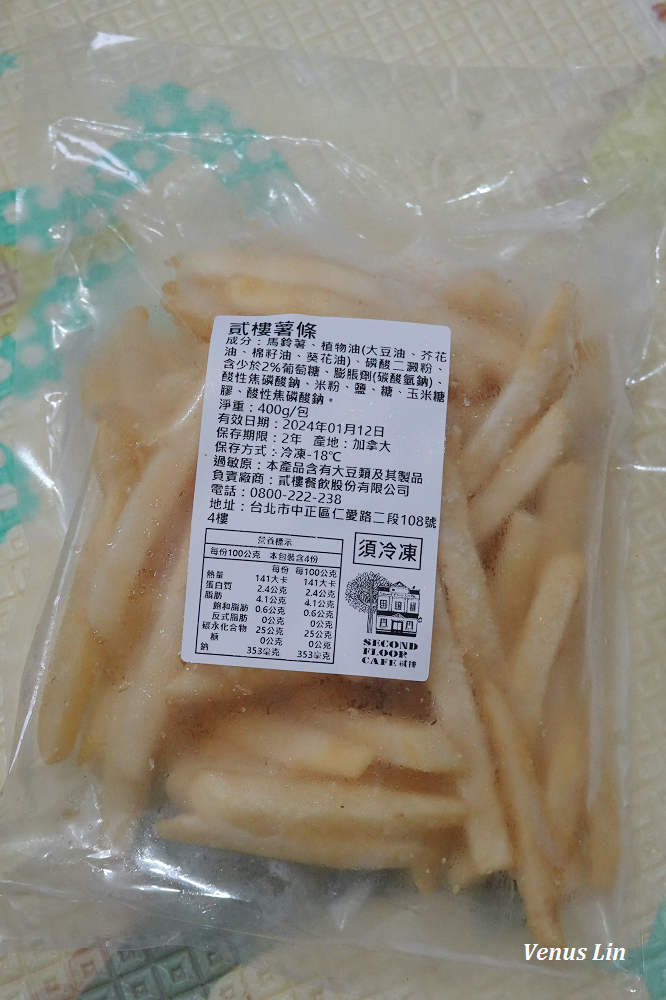 貳樓薯條
成分：馬鈴薯、植物油(大豆油、芥花
油、棉籽油、葵花油)、磷酸二澱粉、
含少於2%葡萄糖、膨脹劑(碳酸氫鈉)、
酸性焦磷酸鈉、米粉、鹽、糖、玉米糖
膠、酸性焦磷酸鈉。
淨重：400g/包
有效日期：2024年01月12日
保存期限：2年 產地：加拿大
保存方式：冷凍-18℃
過敏原：本產品含有大豆類及其製品
負責廠商：貳樓餐飲股份有限公司
電話：0800-222-238
地址：台北市中正區仁愛路二段108號
4樓
營養標示
每份100公克 本包裝含4份
每份 每100公克
熱量 141大卡 141大卡
蛋白質 2.4公克 2.4公克
脂肪 4.1公克 4.1公克
飽和脂肪 0.6公克 0.6公克
反式脂肪 0公克 0公克
碳水化合物 25公克 25公克
糖 0公克 0公克
鈉 353毫克 353毫克
須冷凍
SECOND
FLOOR
CAFE 貳樓
Venus Lin